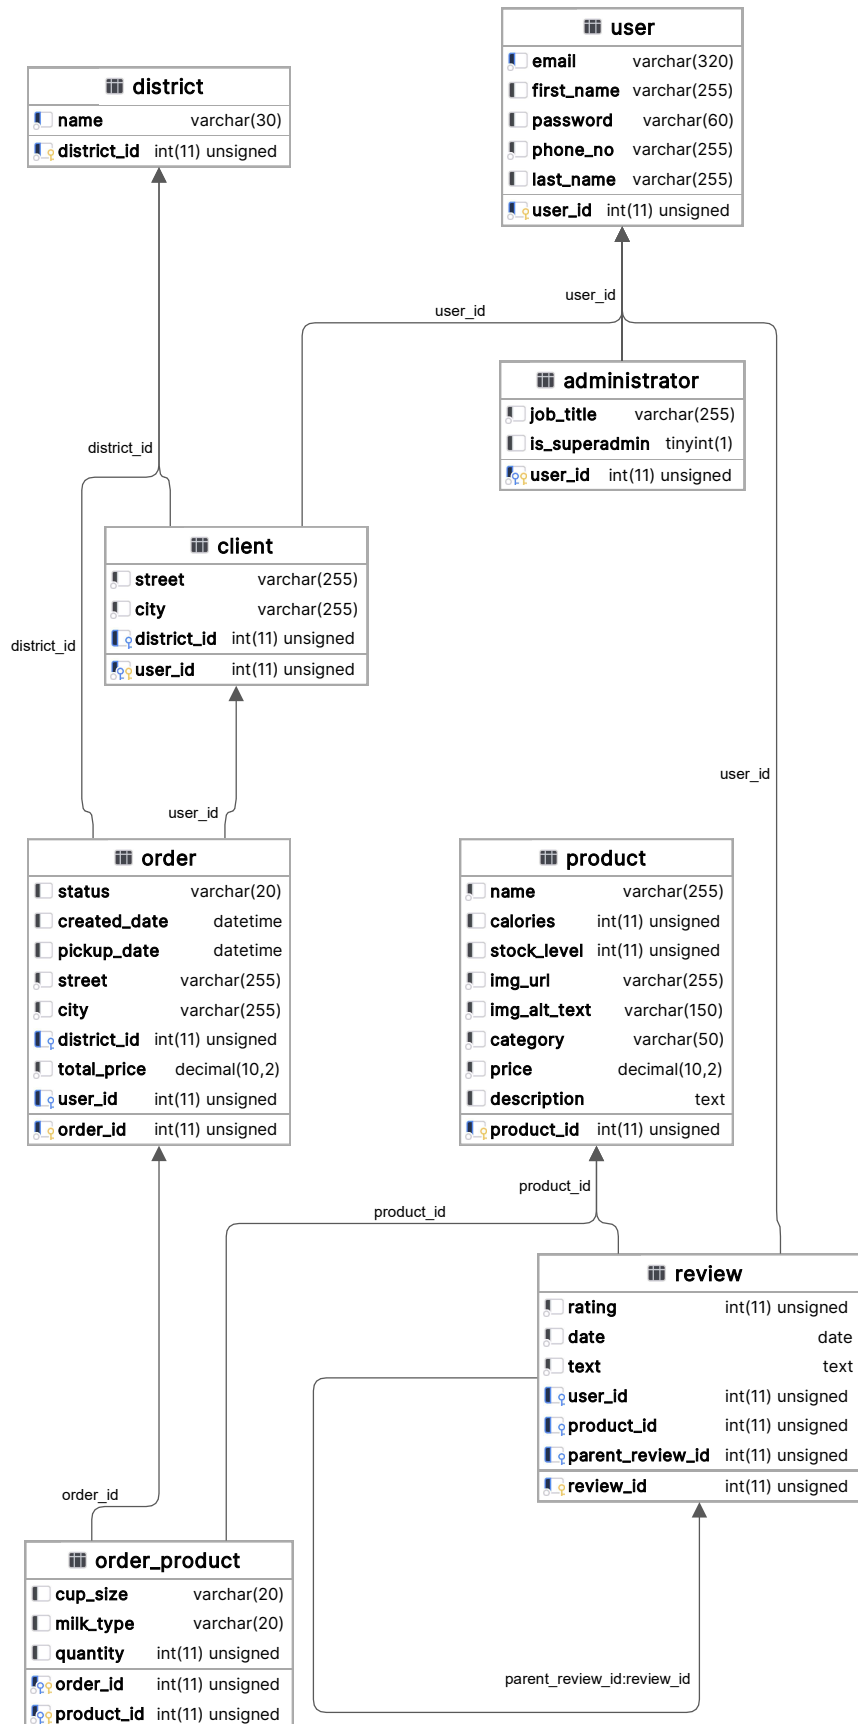 user
email varchar(320)
first_name varchar(255)
password varchar(60)
phone_no varchar(255)
last_name varchar(255)
user_id int(11) unsigned
district
name varchar(30)
district_id int(11) unsigned
user_id
user_id
administrator
job_title varchar(255)
is_superadmin tinyint(1)
user_id int(11) unsigned
district_id
client
street varchar(255)
city varchar(255)
district_id int(11) unsigned
user_id int(11) unsigned
district_id
user_id
user_id
order
status varchar(20)
created_date datetime
pickup_date datetime
street varchar(255)
city varchar(255)
district_id int(11) unsigned
total_price decimal(10,2)
user_id int(11) unsigned
order_id int(11) unsigned
product
name varchar(255)
calories int(11) unsigned
stock_level int(11) unsigned
img_url varchar(255)
img_alt_text varchar(150)
category varchar(50)
price decimal(10,2)
description text
product_id int(11) unsigned
product_id
product_id
review
rating int(11) unsigned
date date
text text
user_id int(11) unsigned
product_id int(11) unsigned
parent_review_id int(11) unsigned
review_id int(11) unsigned
order_id
order_product
cup_size varchar(20)
milk_type varchar(20)
quantity int(11) unsigned
order_id int(11) unsigned
product_id int(11) unsigned
parent_review_id:review_id